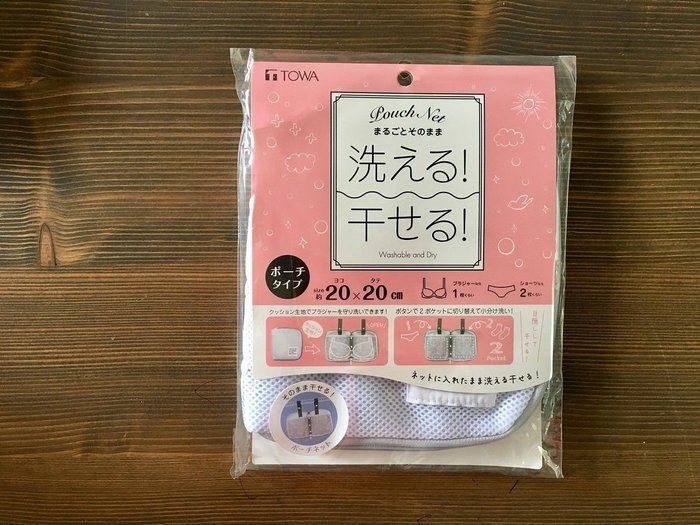 TOWA
Pouch Net
まるごとそのまま
洗える!
干せる!
Washable and Dry
ポーチ
タイプ
ヨコ タテ
size 約 20×20cm
ブラジャーなら
1枚くらい
ショーツなら
2枚くらい
クッション生地でブラジャーを守り洗いできます!
OPEN!
ボタンで2ポケットに切り替えて小分け洗い!
2
Pocket
目隠しして
干せる!
ネットに入れたまま洗える干せる!
そのまま干せる!
ポーチネット